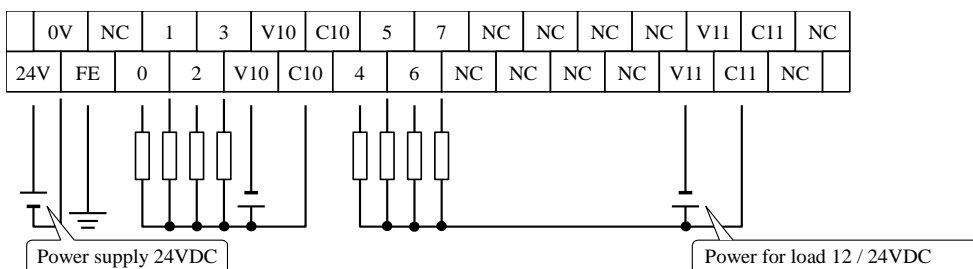 0V NC 1 3 V10 C10 5 7 NC NC NC NC V11 C11 NC
24V FE 0 2 V10 C10 4 6 NC NC NC NC V11 C11 NC
Power supply 24VDC
Power for load 12 / 24VDC